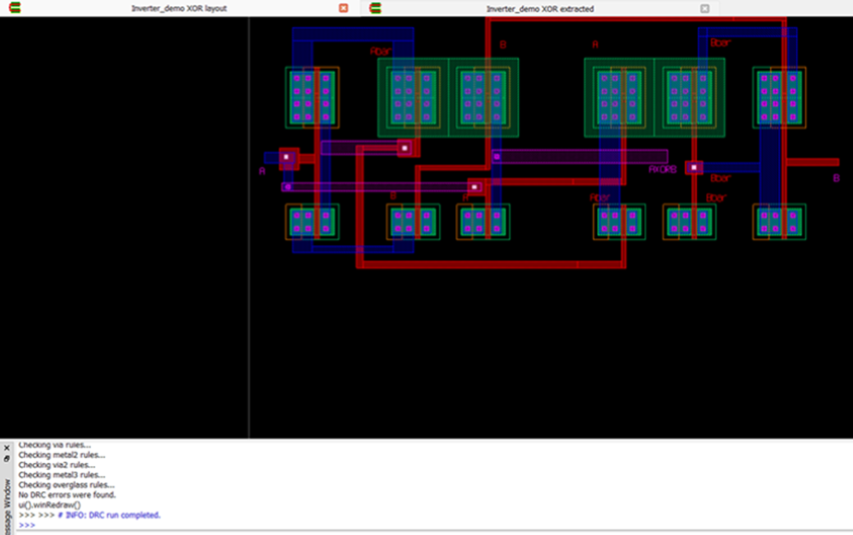 Inverter_demo XOR layout
Inverter_demo XOR extracted
Abar
B
A
Bbar
A
AXORB
Bbar
B
B
A
Abar
Bbar
Checking via rules...
Checking metal2 rules...
Checking via2 rules...
Checking metal3 rules...
Checking overglass rules...
No DRC errors were found.
ui().winRedraw()
>>> >>> # INFO: DRC run completed.
>>>
essage Window